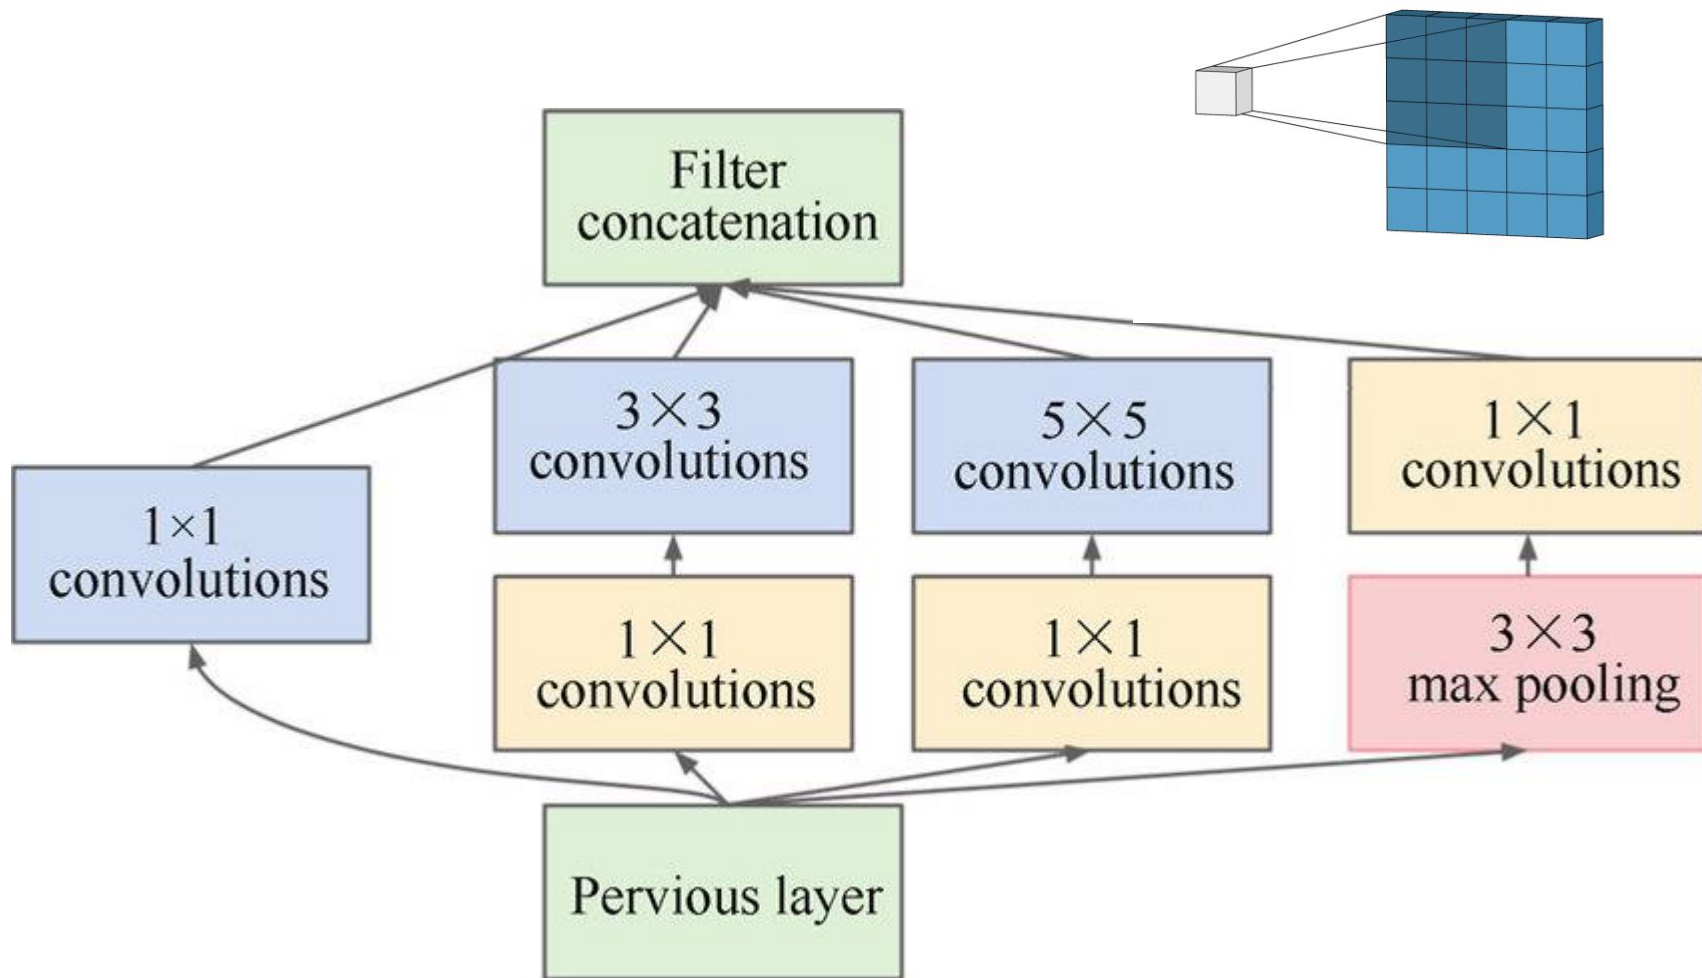 Filter
concatenation
3×3
convolutions
5×5
convolutions
1×1
convolutions
1×1
convolutions
1×1
convolutions
1×1
convolutions
3×3
max pooling
Pervious layer